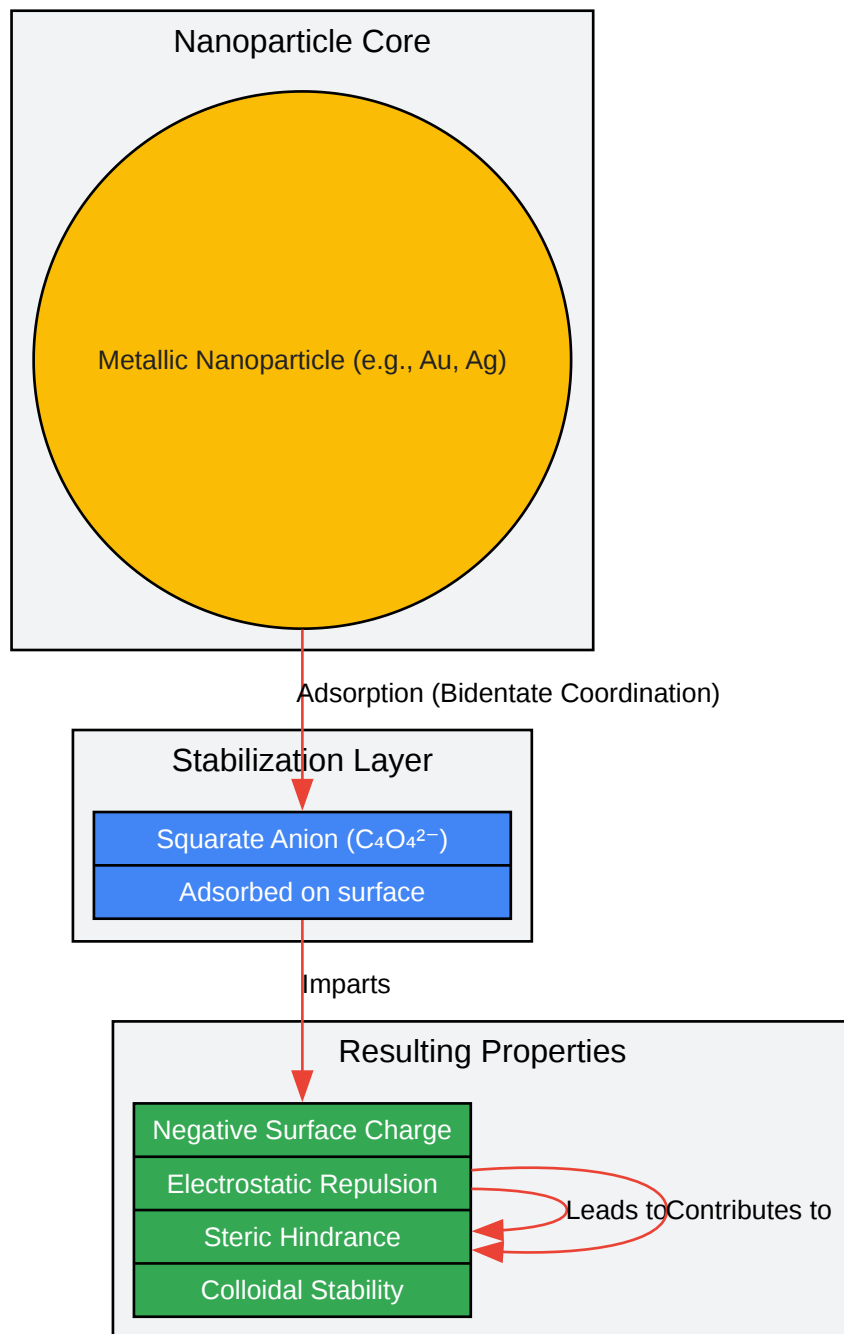 Nanoparticle Core
Metallic Nanoparticle (e.g., Au, Ag)
Adsorption (Bidentate Coordination)
Stabilization Layer
Squarate Anion (C₄O₄²⁻)
Adsorbed on surface
Imparts
Resulting Properties
Negative Surface Charge
Electrostatic Repulsion
Leads to
Contributes to
Steric Hindrance
Colloidal Stability